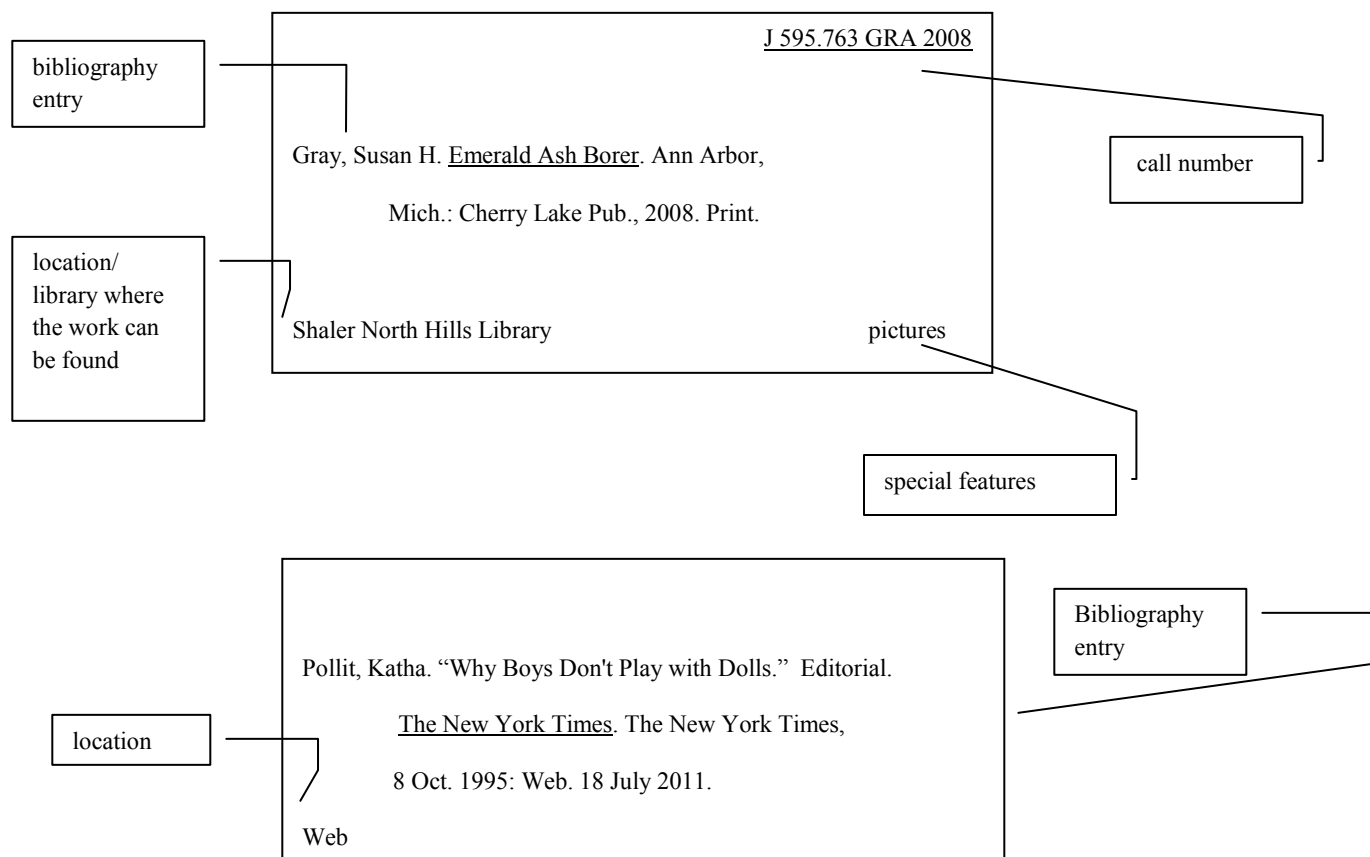 J 595.763 GRA 2008
bibliography
entry
Gray, Susan H. Emerald Ash Borer. Ann Arbor,
Mich.: Cherry Lake Pub., 2008. Print.
call number
location/
library where
the work can
be found
Shaler North Hills Library
pictures
special features
Bibliography
entry
Pollit, Katha. “Why Boys Don't Play with Dolls.” Editorial.
The New York Times. The New York Times,
8 Oct. 1995: Web. 18 July 2011.
location
Web